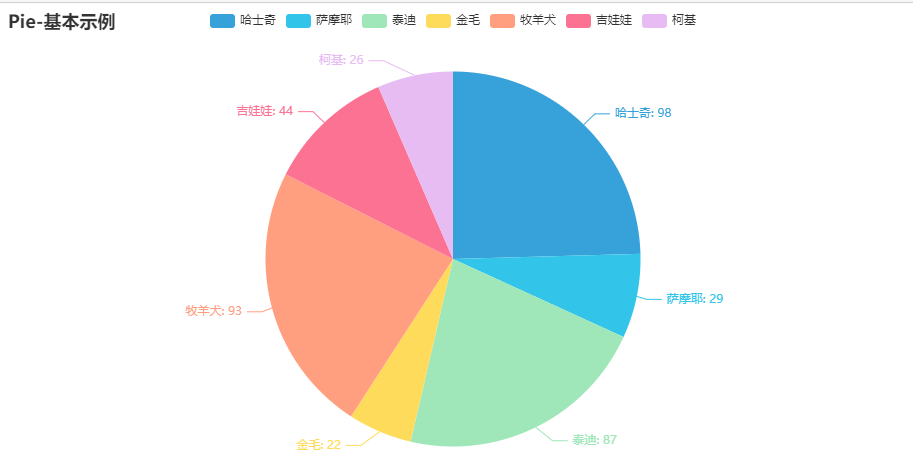 Pie-基本示例
哈士奇 萨摩耶 泰迪 金毛 牧羊犬 吉娃娃 柯基
柯基: 26
吉娃娃: 44
哈士奇: 98
萨摩耶: 29
牧羊犬: 93
泰迪: 87
金毛: 22